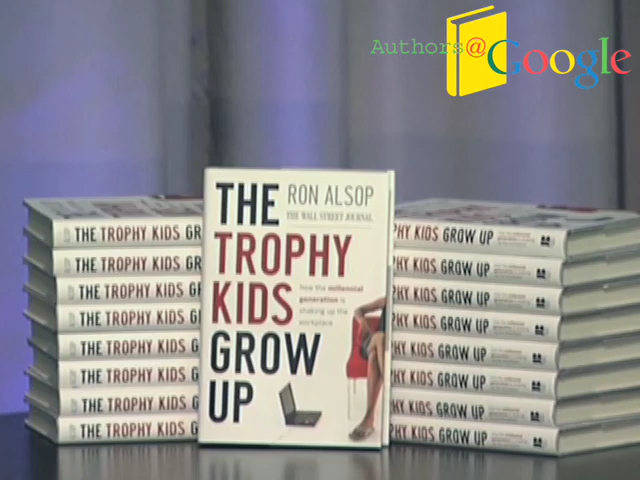 Authors@Google
THE
TROPHY
KIDS
GROW
UP
RON ALSOP
THE WALL STREET JOURNAL
how the millennial
generation is
shaking up the
workplace
THE TROPHY KIDS GR
THE TROPHY KIDS GR
THE TROPHY KIDS GR
THE TROPHY KIDS GR
THE TROPHY KIDS GR
THE TROPHY KIDS GR
THE TROPHY KIDS GR
THE TROPHY KIDS GR
PHY KIDS GROW UP
PHY KIDS GROW UP
PHY KIDS GROW UP
PHY KIDS GROW UP
PHY KIDS GROW UP
PHY KIDS GROW UP
PHY KIDS GROW UP
PHY KIDS GROW UP